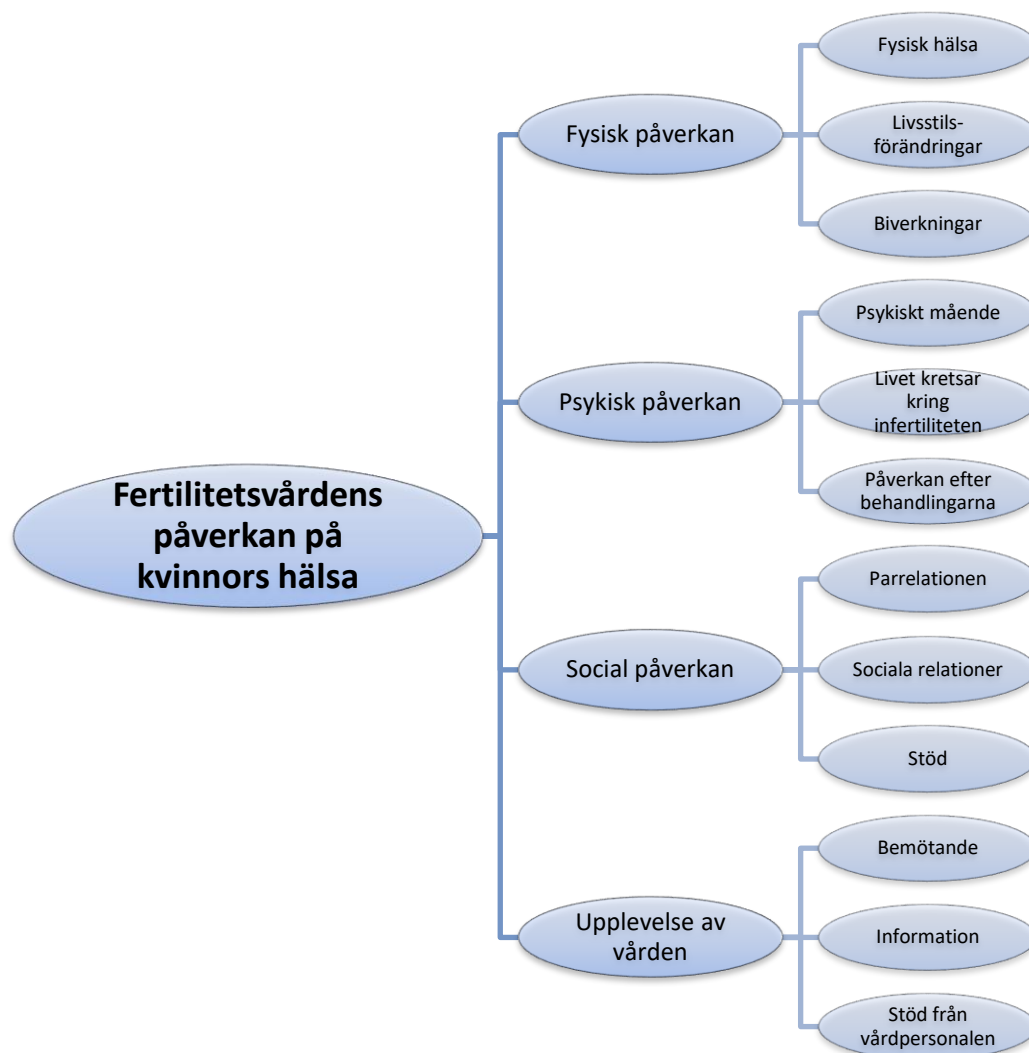 Fertilitetsvårdens
påverkan på
kvinnors hälsa
Fysisk påverkan
Fysisk hälsa
Livsstils-
förändringar
Biverkningar
Psykisk påverkan
Psykiskt mående
Livet kretsar
kring
infertiliteten
Påverkan efter
behandlingarna
Social påverkan
Parrelationen
Sociala relationer
Stöd
Upplevelse av
vården
Bemötande
Information
Stöd från
vårdpersonalen